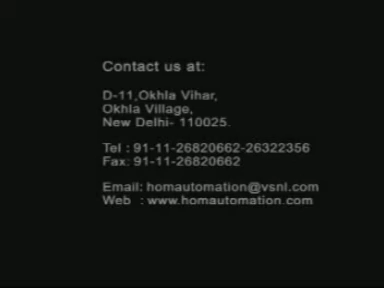 Contact us at:
D-11,Okhla Vihar,
Okhla Village,
New Delhi- 110025.
Tel : 91-11-26820662-26322356
Fax: 91-11-26820662
Email: homautomation@vsnl.com
Web : www.homautomation.com